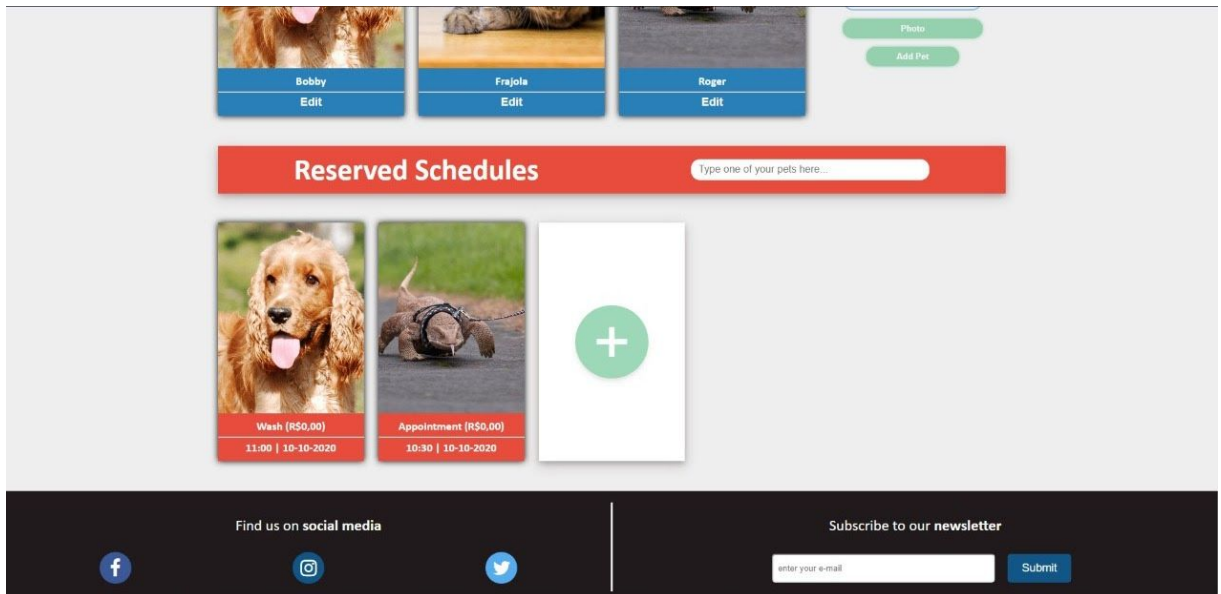 Photo
Add Pet
Bobby
Edit
Frajola
Edit
Roger
Edit
Reserved Schedules
Type one of your pets here...
Wash (R$0,00)
11:00 | 10-10-2020
Appointment (R$0,00)
10:30 | 10-10-2020
Find us on social media
Subscribe to our newsletter
enter your e-mail
Submit